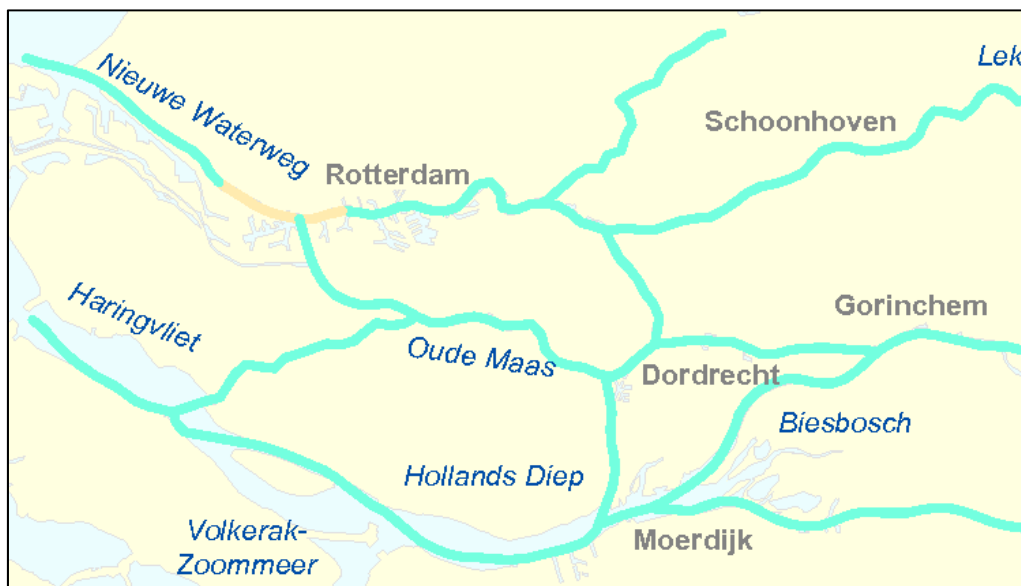 Lek
Nieuwe Waterweg
Schoonhoven
Rotterdam
Haringvliet
Gorinchem
Oude Maas
Dordrecht
Biesbosch
Hollands Diep
Volkerak-
Zoommeer
Moerdijk